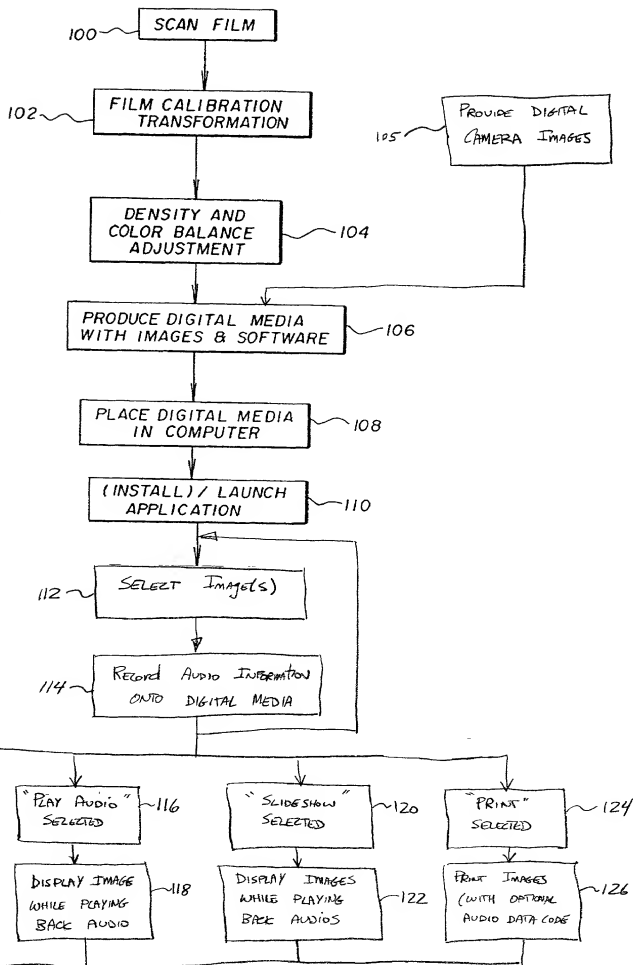 SCAN FILM
100
FILM CALIBRATION
TRANSFORMATION
102
PROVIDE DIGITAL
CAMERA IMAGES
105
DENSITY AND
COLOR BALANCE
ADJUSTMENT
104
PRODUCE DIGITAL MEDIA
WITH IMAGES & SOFTWARE
106
PLACE DIGITAL MEDIA
IN COMPUTER
108
(INSTALL) / LAUNCH
APPLICATION
110
SELECT IMAGE(S)
112
RECORD AUDIO INFORMATION
ONTO DIGITAL MEDIA
114
"PLAY AUDIO"
SELECTED
116
"SLIDESHOW"
SELECTED
120
"PRINT"
SELECTED
124
DISPLAY IMAGE
WHILE PLAYING
BACK AUDIO
118
DISPLAY IMAGES
WHILE PLAYING
BACK AUDIOS
122
PRINT IMAGES
(WITH OPTIONAL
AUDIO DATA CODE
126